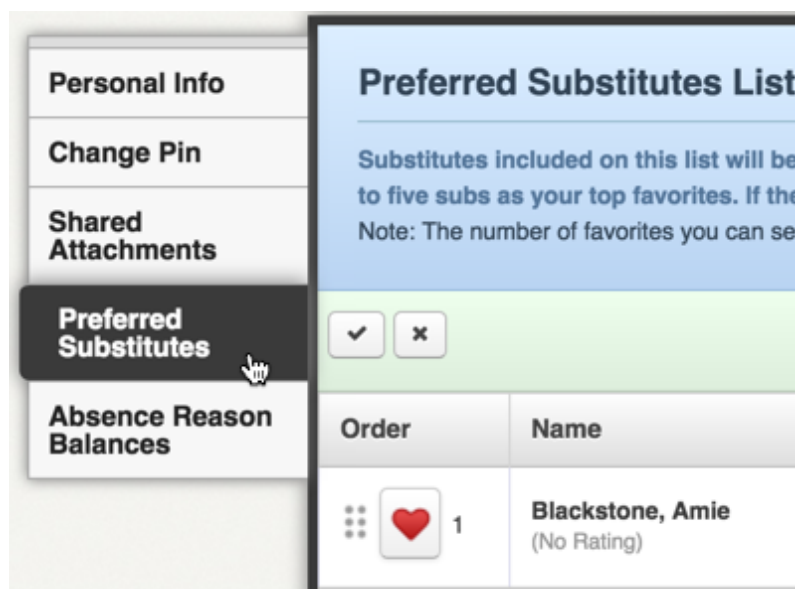 Personal Info
Change Pin
Shared
Attachments
Preferred
Substitutes
Absence Reason
Balances
Preferred Substitutes List
Substitutes included on this list will be
to five subs as your top favorites. If the
Note: The number of favorites you can se
Order
Name
1
Blackstone, Amie
(No Rating)